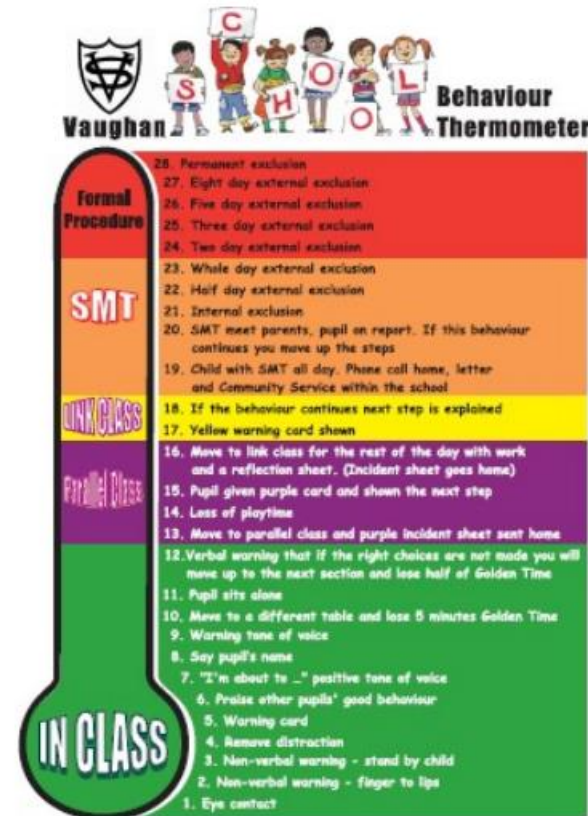 SCHOOL
Vaughan
Behaviour
Thermometer
Formal
Procedure
28. Permanent exclusion
27. Eight day external exclusion
26. Five day external exclusion
25. Three day external exclusion
24. Two day external exclusion
SMT
23. Whole day external exclusion
22. Half day external exclusion
21. Internal exclusion
20. SMT meet parents, pupil on report. If this behaviour
continues you move up the steps
19. Child with SMT all day. Phone call home, letter
and Community Service within the school
LINK CLASS
18. If the behaviour continues next step is explained
17. Yellow warning card shown
Parallel Class
16. Move to link class for the rest of the day with work
and a reflection sheet. (Incident sheet goes home.)
15. Pupil given purple card and shown the next step
14. Loss of playtime
13. Move to parallel class and purple incident sheet sent home
12.Verbal warning that if the right choices are not made you will
move up to the next section and lose half of Golden Time
11. Pupil sits alone
10. Move to a different table and lose 5 minutes Golden Time
9. Warning tone of voice
8. Say pupil's name
7. "I'm about to ..." positive tone of voice
6. Praise other pupils' good behaviour
5. Warning card
4. Remove distraction
3. Non-verbal warning - stand by child
2. Non-verbal warning - finger to lips
1. Eye contact
IN CLASS